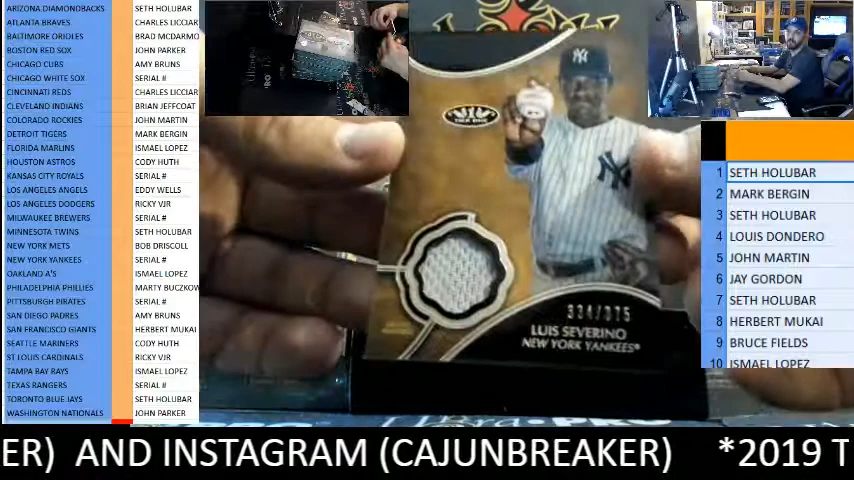 ARIZONA DIAMONDBACKS SETH HOLUBAR
ATLANTA BRAVES CHARLES LICCIAR
BALTIMORE ORIOLES BRAD MCDARMO
BOSTON RED SOX JOHN PARKER
CHICAGO CUBS AMY BRUNS
CHICAGO WHITE SOX SERIAL #
CINCINNATI REDS CHARLES LICCIAR
CLEVELAND INDIANS BRIAN JEFFCOAT
COLORADO ROCKIES JOHN MARTIN
DETROIT TIGERS MARK BERGIN
FLORIDA MARLINS ISMAEL LOPEZ
HOUSTON ASTROS CODY HUTH
KANSAS CITY ROYALS SERIAL #
LOS ANGELES ANGELS EDDY WELLS
LOS ANGELES DODGERS RICKY VJR
MILWAUKEE BREWERS SERIAL #
MINNESOTA TWINS SETH HOLUBAR
NEW YORK METS BOB DRISCOLL
NEW YORK YANKEES SERIAL #
OAKLAND A'S ISMAEL LOPEZ
PHILADELPHIA PHILLIES MARTY BUCZKOW
PITTSBURGH PIRATES SERIAL #
SAN DIEGO PADRES AMY BRUNS
SAN FRANCISCO GIANTS HERBERT MUKAI
SEATTLE MARINERS CODY HUTH
ST LOUIS CARDINALS RICKY VJR
TAMPA BAY RAYS ISMAEL LOPEZ
TEXAS RANGERS SERIAL #
TORONTO BLUE JAYS SETH HOLUBAR
WASHINGTON NATIONALS JOHN PARKER
TIER ONE
334/375
LUIS SEVERINO
NEW YORK YANKEES
1 SETH HOLUBAR
2 MARK BERGIN
3 SETH HOLUBAR
4 LOUIS DONDERO
5 JOHN MARTIN
6 JAY GORDON
7 SETH HOLUBAR
8 HERBERT MUKAI
9 BRUCE FIELDS
10 ISMAEL LOPEZ
ER) AND INSTAGRAM (CAJUNBREAKER) *2019 T